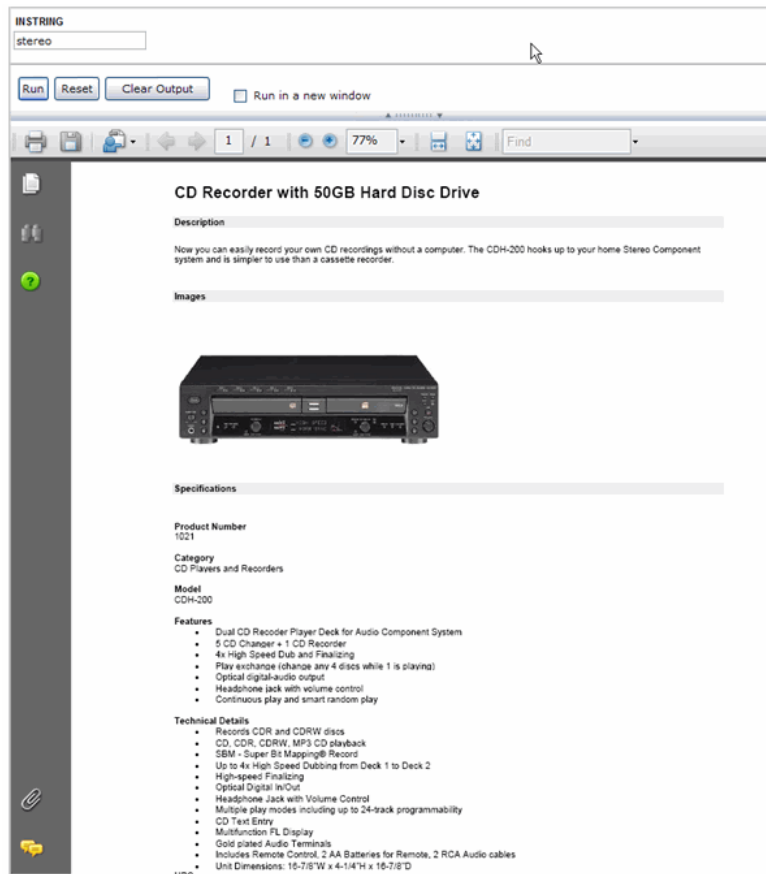 INSTRING
stereo
Run Reset Clear Output Run in a new window
1 / 1 77% Find
CD Recorder with 50GB Hard Disc Drive
Description
Now you can easily record your own CD recordings without a computer. The CDH-200 hooks up to your home Stereo Component
system and is simpler to use than a cassette recorder.
Images
Specifications
Product Number
1021
Category
CD Players and Recorders
Model
CDH-200
Features
• Dual CD Recoder Player Deck for Audio Component System
• 5 CD Changer + 1 CD Recorder
• 4x High Speed Dub and Finalizing
• Play exchange (change any 4 discs while 1 is playing)
• Optical digital-audio output
• Headphone jack with volume control
• Continuous play and smart random play
Technical Details
• Records CDR and CDRW discs
• CD, CDR, CDRW, MP3 CD playback
• SBM - Super Bit Mapping® Record
• Up to 4x High Speed Dubbing from Deck 1 to Deck 2
• High-speed Finalizing
• Optical Digital In/Out
• Headphone Jack with Volume Control
• Multiple play modes including up to 24-track programmability
• CD Text Entry
• Multifunction FL Display
• Gold plated Audio Terminals
• Includes Remote Control, 2 AA Batteries for Remote, 2 RCA Audio cables
• Unit Dimensions: 16-7/8"W x 4-1/4"H x 16-7/8"D